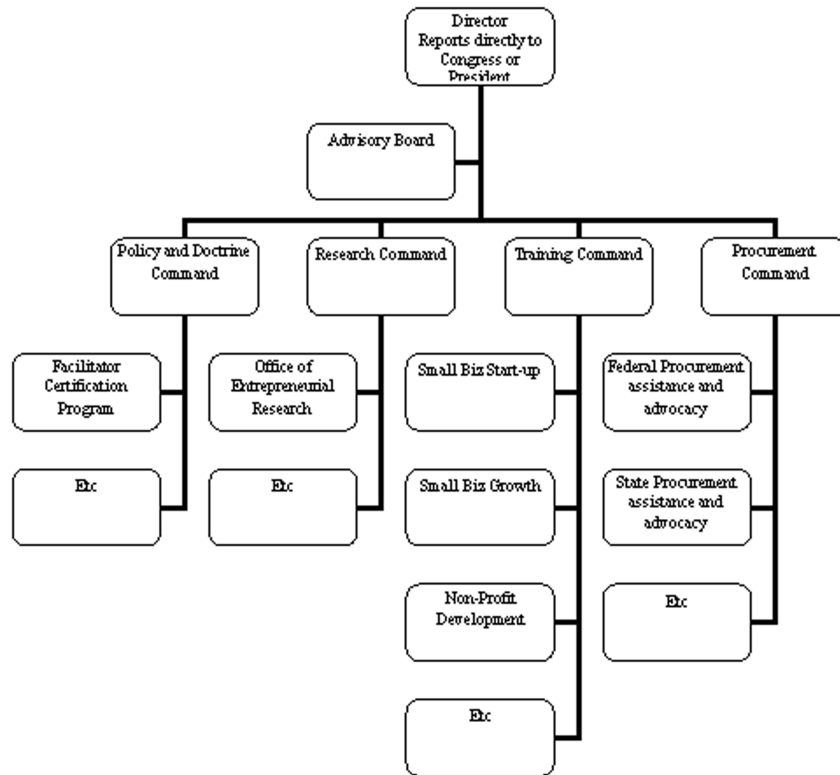 Director
Reports directly to
Congress or
President
Advisory Board
Policy and Doctrine
Command
Research Command
Training Command
Procurement
Command
Facilitator
Certification
Program
Office of
Entrepreneurial
Research
Small Biz Start-up
Federal Procurement
assistance and
advocacy
Etc
Etc
Small Biz Growth
State Procurement
assistance and
advocacy
Non-Profit
Development
Etc
Etc